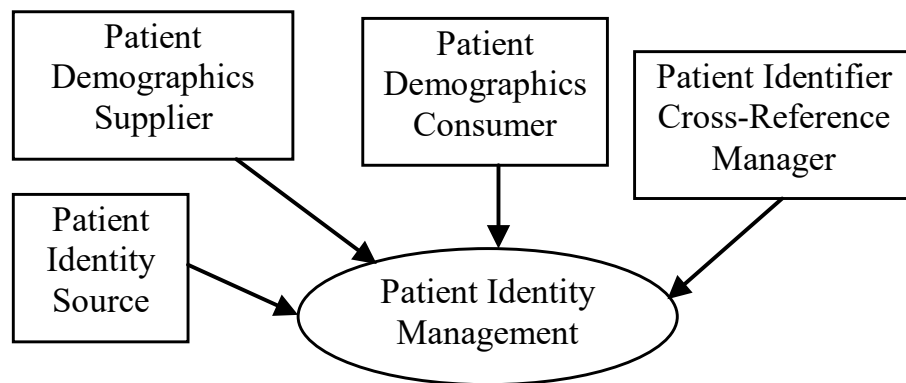 Patient
Demographics
Supplier
Patient
Demographics
Consumer
Patient Identifier
Cross-Reference
Manager
Patient
Identity
Source
Patient Identity
Management